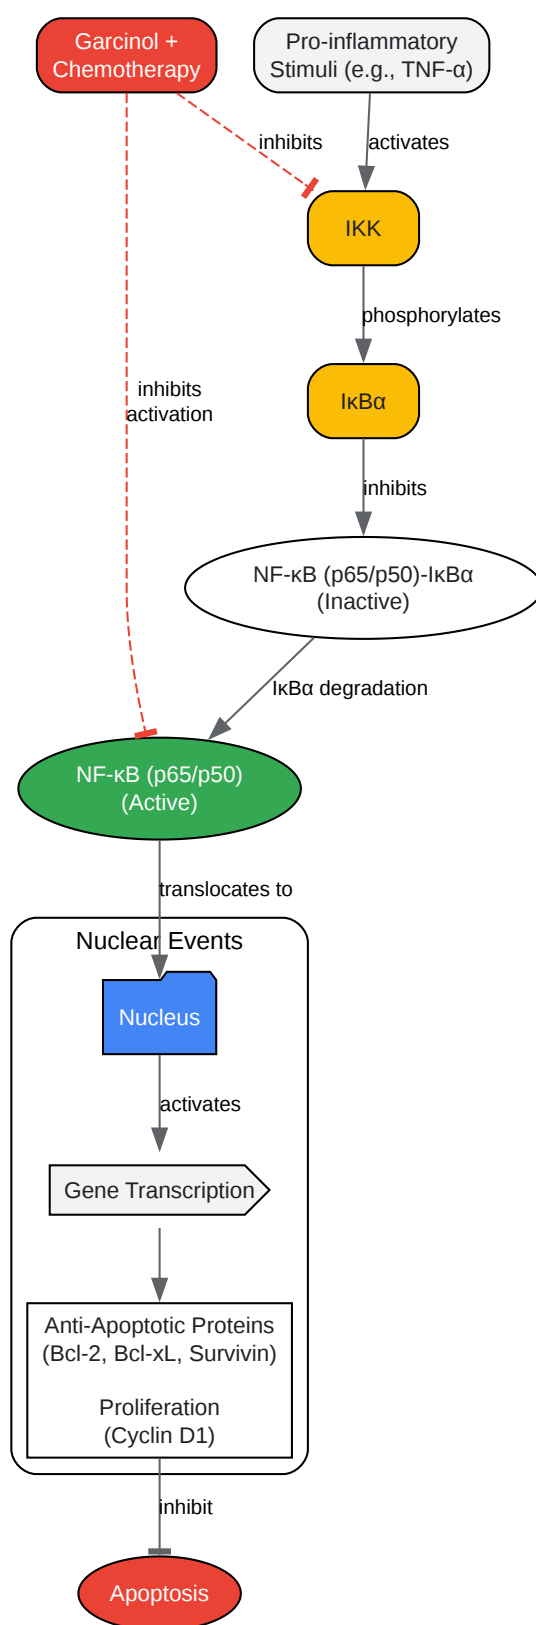 Garcinol +
Chemotherapy
Pro-inflammatory
Stimuli (e.g., TNF-α)
inhibits
activates
IKK
phosphorylates
IκBα
inhibits
activation
inhibits
NF-κB (p65/p50)-IκBα
(Inactive)
IκBα degradation
NF-κB (p65/p50)
(Active)
translocates to
Nuclear Events
Nucleus
activates
Gene Transcription
Anti-Apoptotic Proteins
(Bcl-2, Bcl-xL, Survivin)
Proliferation
(Cyclin D1)
inhibit
Apoptosis